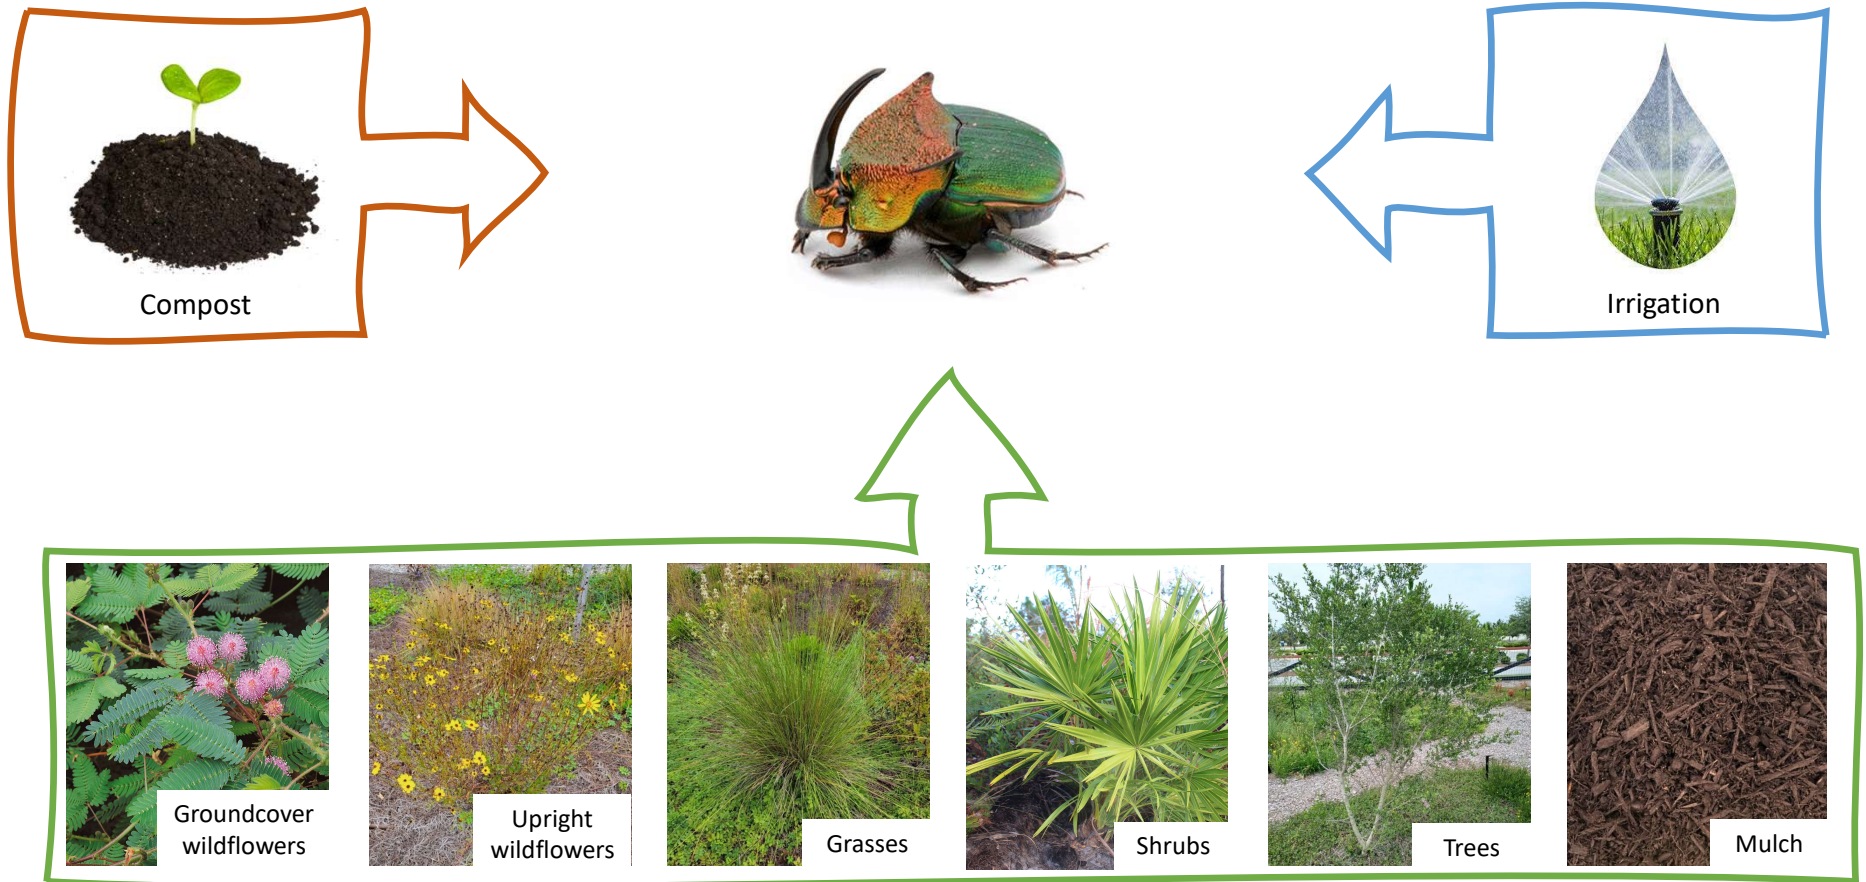 Compost
Irrigation
Groundcover
wildflowers
Upright
wildflowers
Grasses
Shrubs
Trees
Mulch